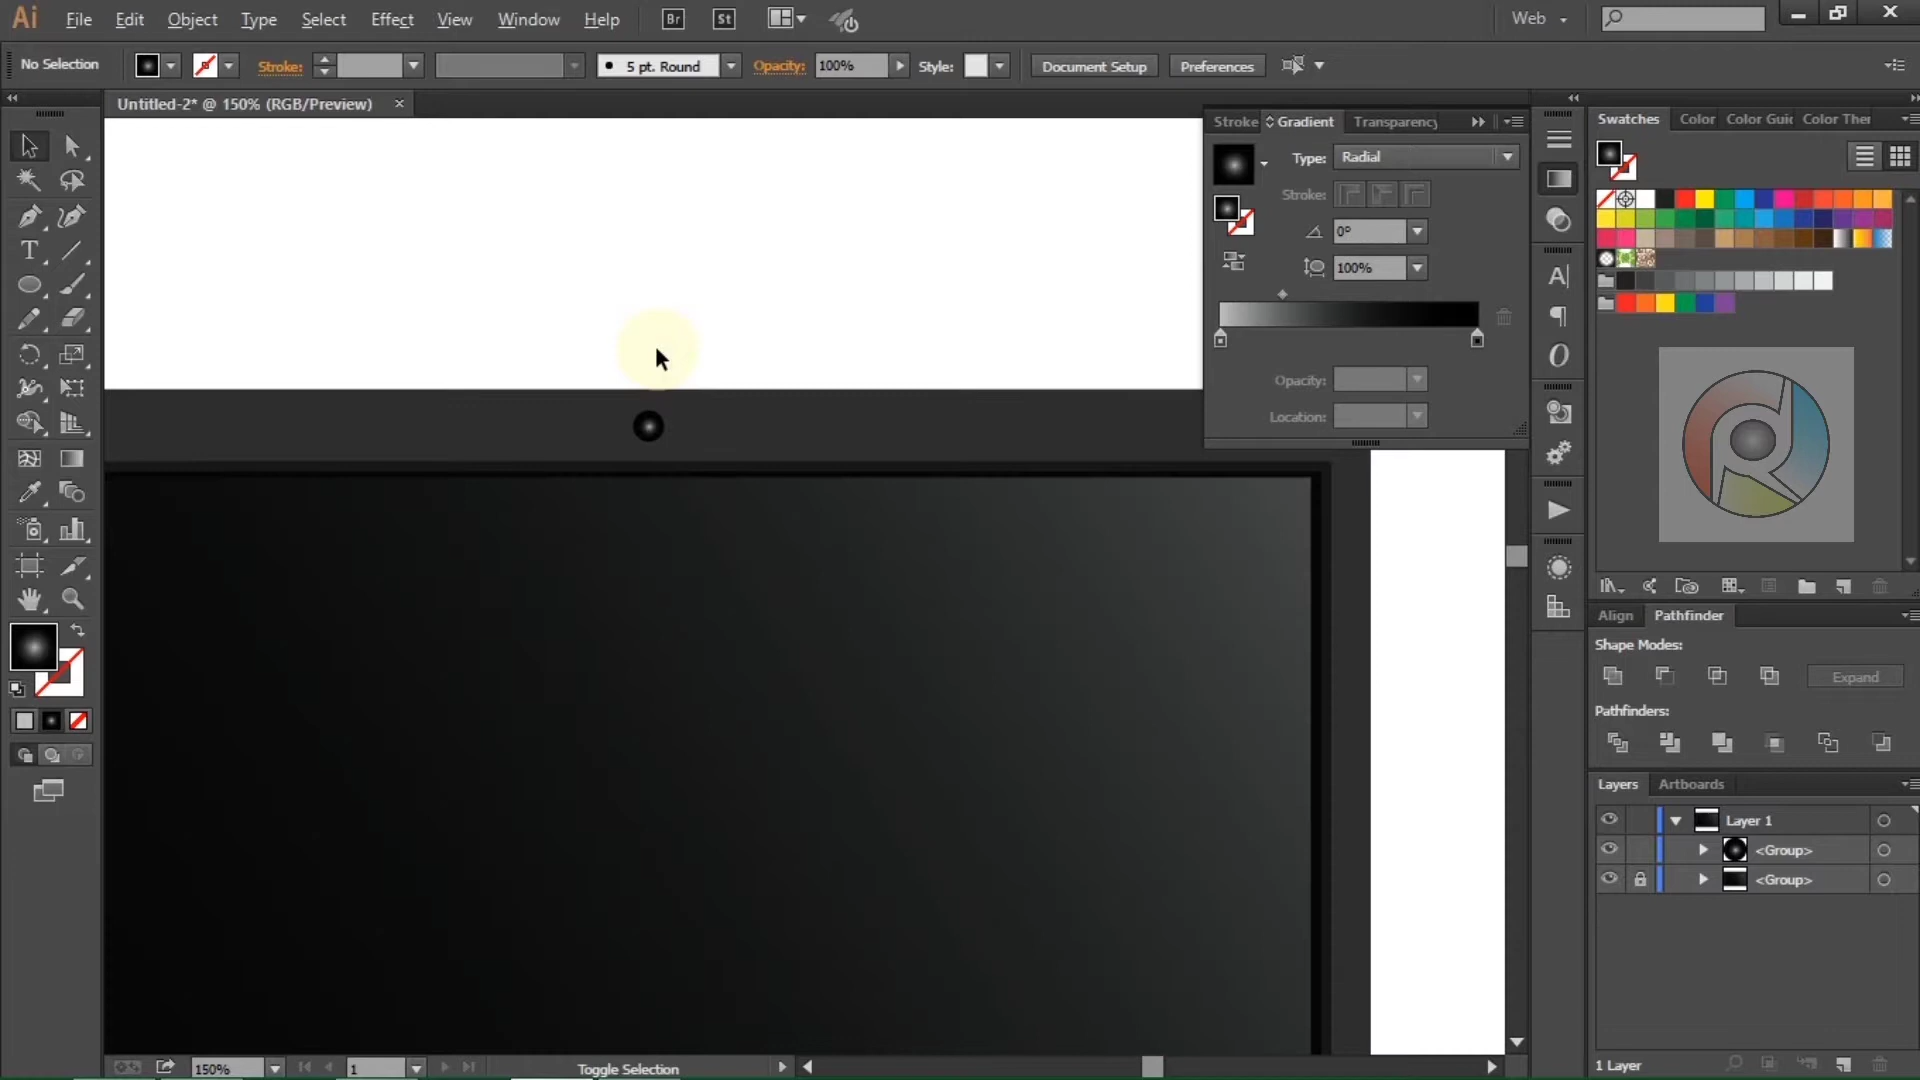 Ai File Edit Object Type Select Effect View Window Help Br St Web
No Selection Stroke: 5 pt. Round Opacity: 100% Style: Document Setup Preferences
Untitled-2* @ 150% (RGB/Preview)
Stroke Gradient Transparency
Type: Radial
Stroke:
0°
100%
Opacity:
Location:
Swatches Color Color Guid Color Ther
Align Pathfinder
Shape Modes:
Expand
Pathfinders:
Layers Artboards
Layer 1
<Group>
<Group>
1 Layer
150% 1 Toggle Selection